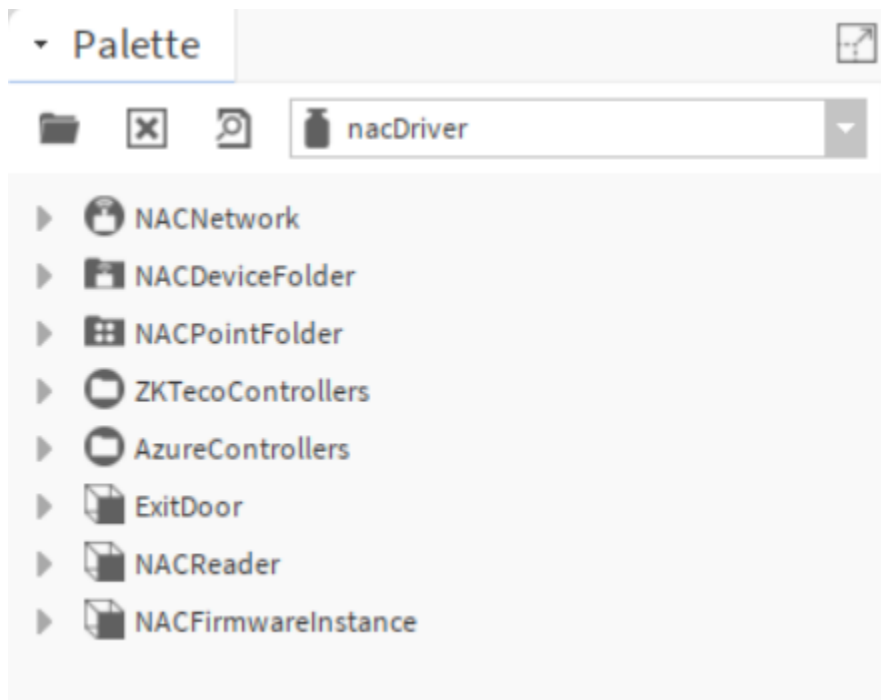 Palette
nacDriver
NACNetwork
NACDeviceFolder
NACPointFolder
ZKTecoControllers
AzureControllers
ExitDoor
NACReader
NACFirmwareInstance